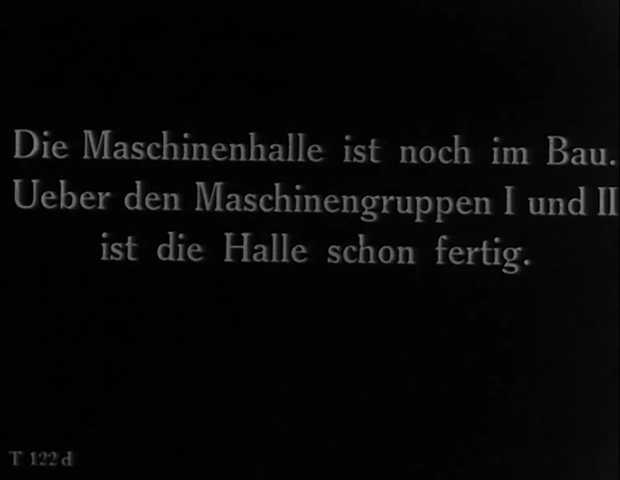 Die Maschinenhalle ist noch im Bau.
Ueber den Maschinengruppen I und II
ist die Halle schon fertig.
T 122 d